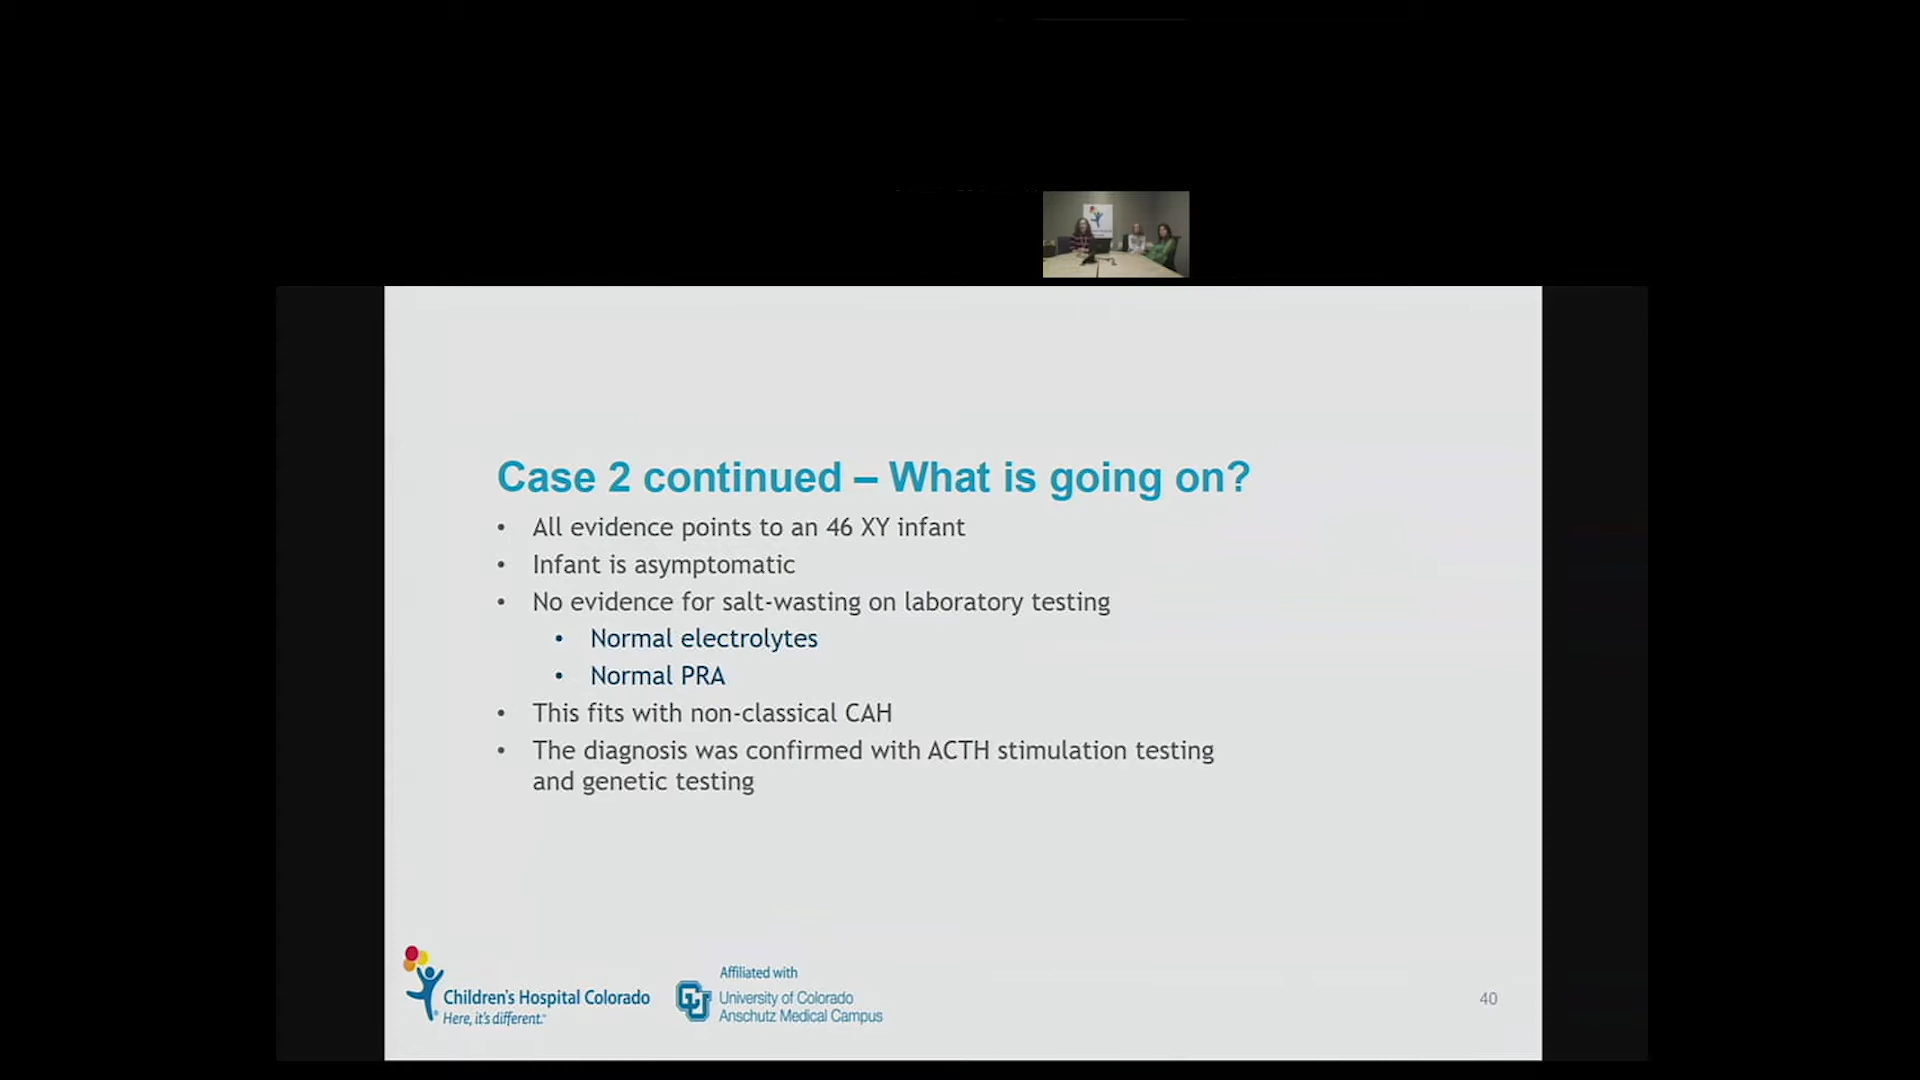 Case 2 continued – What is going on?
• All evidence points to an 46 XY infant
• Infant is asymptomatic
• No evidence for salt-wasting on laboratory testing
• Normal electrolytes
• Normal PRA
• This fits with non-classical CAH
• The diagnosis was confirmed with ACTH stimulation testing
and genetic testing
Children's Hospital Colorado
Here, it's different.
Affiliated with
University of Colorado
Anschutz Medical Campus
40